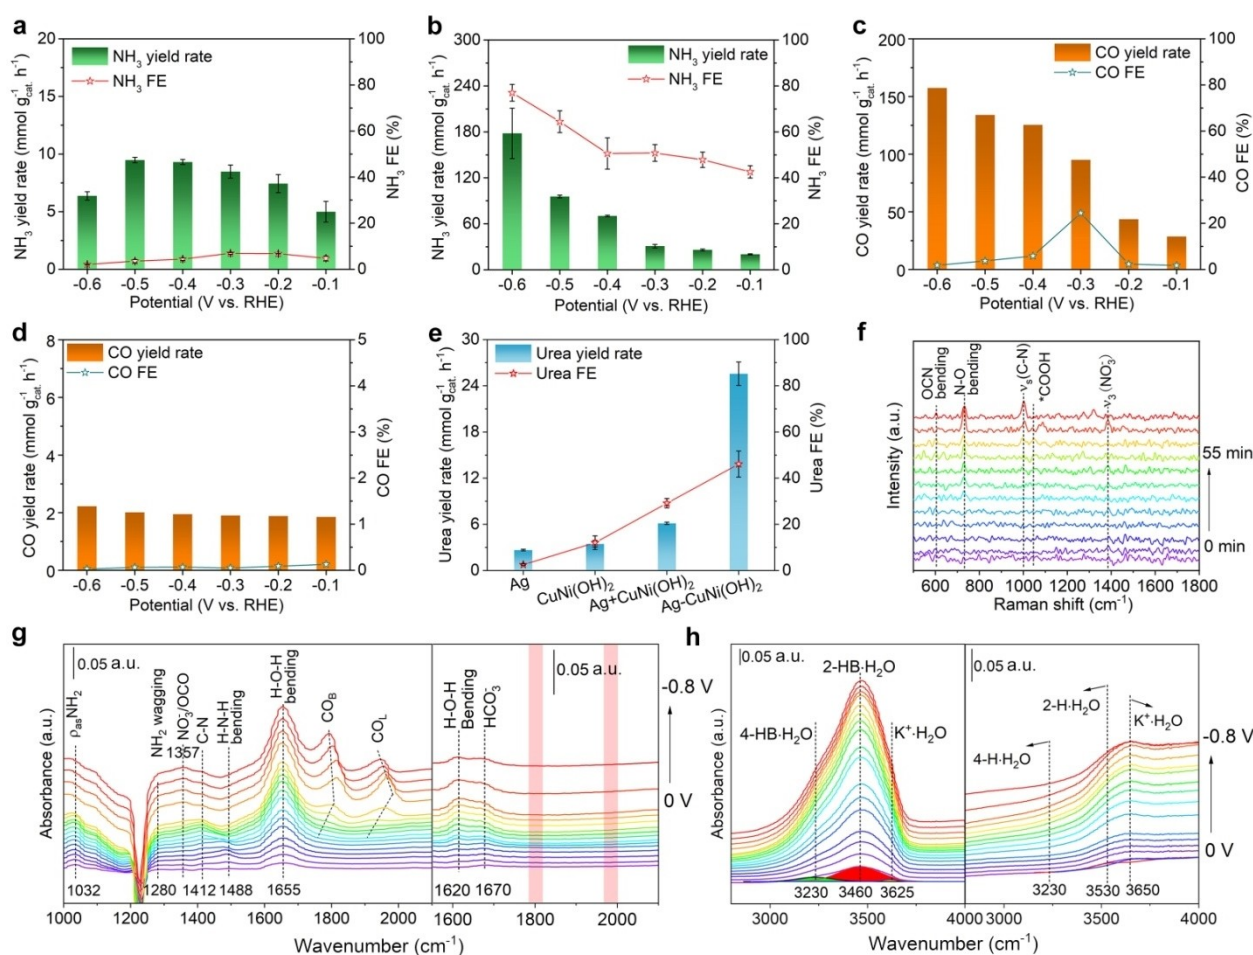 a
NH₃ yield rate (mmol g⁻¹cat. h⁻¹)
20
15
10
5
0
NH₃ yield rate
NH₃ FE
100
80
60
40
20
0
NH₃ FE (%)
-0.6 -0.5 -0.4 -0.3 -0.2 -0.1
Potential (V vs. RHE)
b
NH₃ yield rate (mmol g⁻¹cat. h⁻¹)
300
240
180
120
60
0
NH₃ yield rate
NH₃ FE
100
80
60
40
20
0
NH₃ FE (%)
-0.6 -0.5 -0.4 -0.3 -0.2 -0.1
Potential (V vs. RHE)
c
CO yield rate (mmol g⁻¹cat. h⁻¹)
200
150
100
50
0
CO yield rate
CO FE
100
80
60
40
20
0
CO FE (%)
-0.6 -0.5 -0.4 -0.3 -0.2 -0.1
Potential (V vs. RHE)
d
CO yield rate (mmol g⁻¹cat. h⁻¹)
8
6
4
2
0
CO yield rate
CO FE
5
4
3
2
1
0
CO FE (%)
-0.6 -0.5 -0.4 -0.3 -0.2 -0.1
Potential (V vs. RHE)
e
Urea yield rate (mmol g⁻¹cat. h⁻¹)
30
24
18
12
6
0
Urea yield rate
Urea FE
100
80
60
40
20
0
Urea FE (%)
Ag
CuNi(OH)₂
Ag+CuNi(OH)₂
Ag-CuNi(OH)₂
f
Intensity (a.u.)
OCN
bending
N-O
bending
νs(C-N)
*COOH
ν₃ (NO₃⁻)
55 min
0 min
600 800 1000 1200 1400 1600 1800
Raman shift (cm⁻¹)
g
Absorbance (a.u.)
0.05 a.u.
ρasNH₂
NH₂ wagging
NO₃⁻/OCO
1357
C-N
H-N-H
bending
H-O-H
bending
COB
COL
1032
1280
1412
1488
1655
1000 1200 1400 1600 1800 2000
H-O-H
Bending
HCO₃⁻
0.05 a.u.
-0.8 V
0 V
1620
1670
1600 1800 2000
Wavenumber (cm⁻¹)
h
Absorbance (a.u.)
0.05 a.u.
2-HB·H₂O
4-HB·H₂O
K⁺·H₂O
3230
3460
3625
3000 3500 4000
0.05 a.u.
2-H·H₂O
K⁺·H₂O
4-H·H₂O
-0.8 V
0 V
3230
3530
3650
3000 3500 4000
Wavenumber (cm⁻¹)